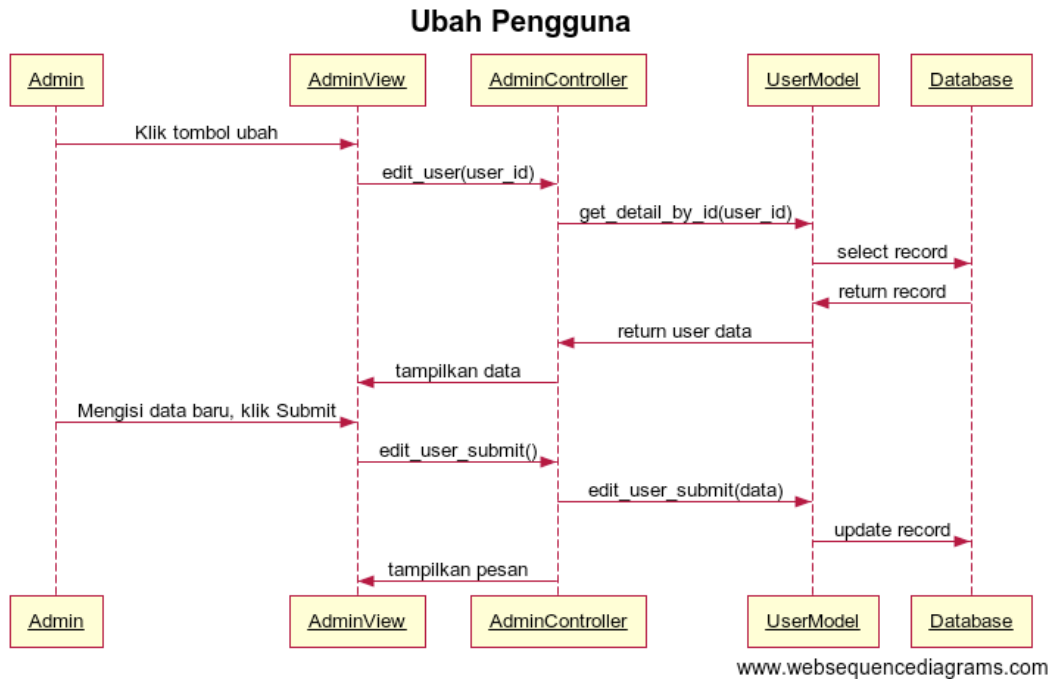 Ubah Pengguna
Admin
AdminView
AdminController
UserModel
Database
Klik tombol ubah
edit_user(user_id)
get_detail_by_id(user_id)
select record
return record
return user data
tampilkan data
Mengisi data baru, klik Submit
edit_user_submit()
edit_user_submit(data)
update record
tampilkan pesan
Admin
AdminView
AdminController
UserModel
Database
www.websequencediagrams.com